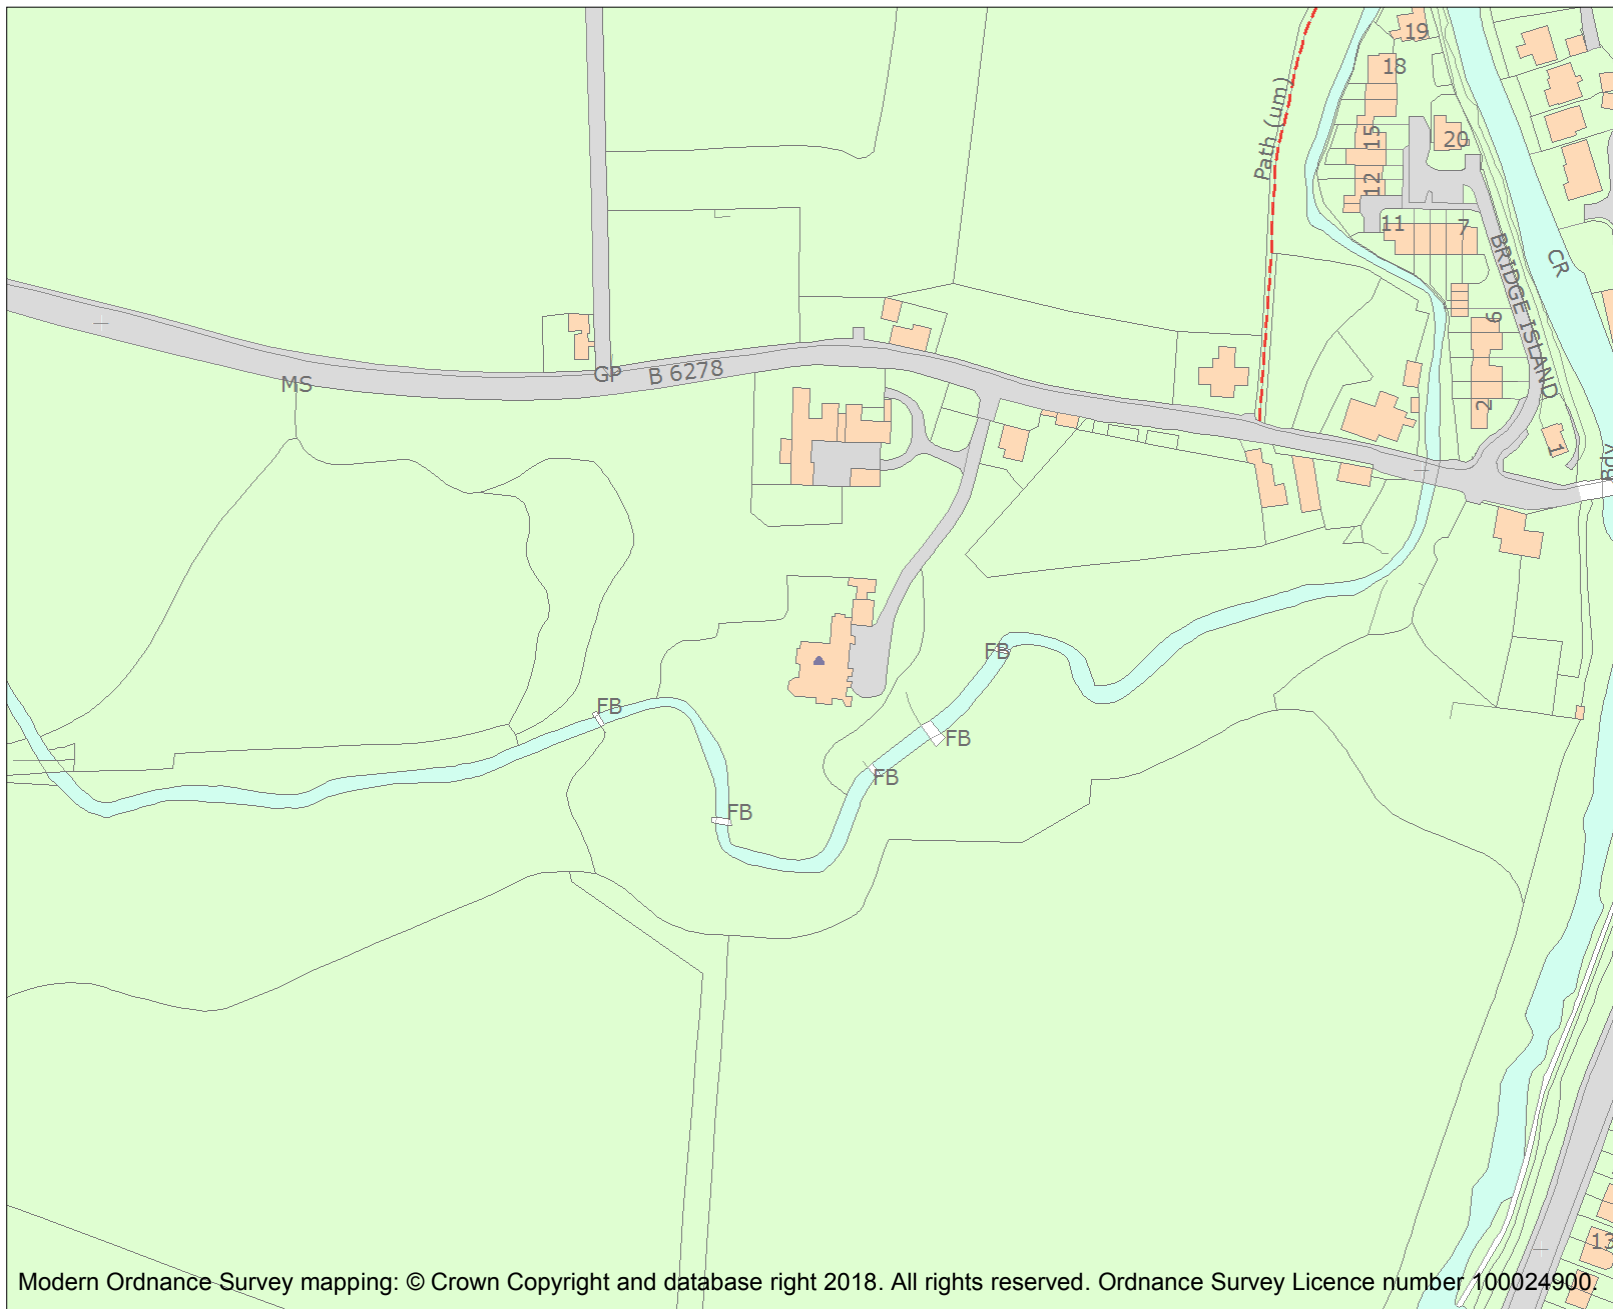 19
18
Path (um)
15
20
12
11
7
BRIDGE ISLAND
CR
6
MS
GP
B 6278
2
1
Bdy
FB
FB
FB
FB
FB
13
Modern Ordnance Survey mapping: © Crown Copyright and database right 2018. All rights reserved. Ordnance Survey Licence number 100024900.